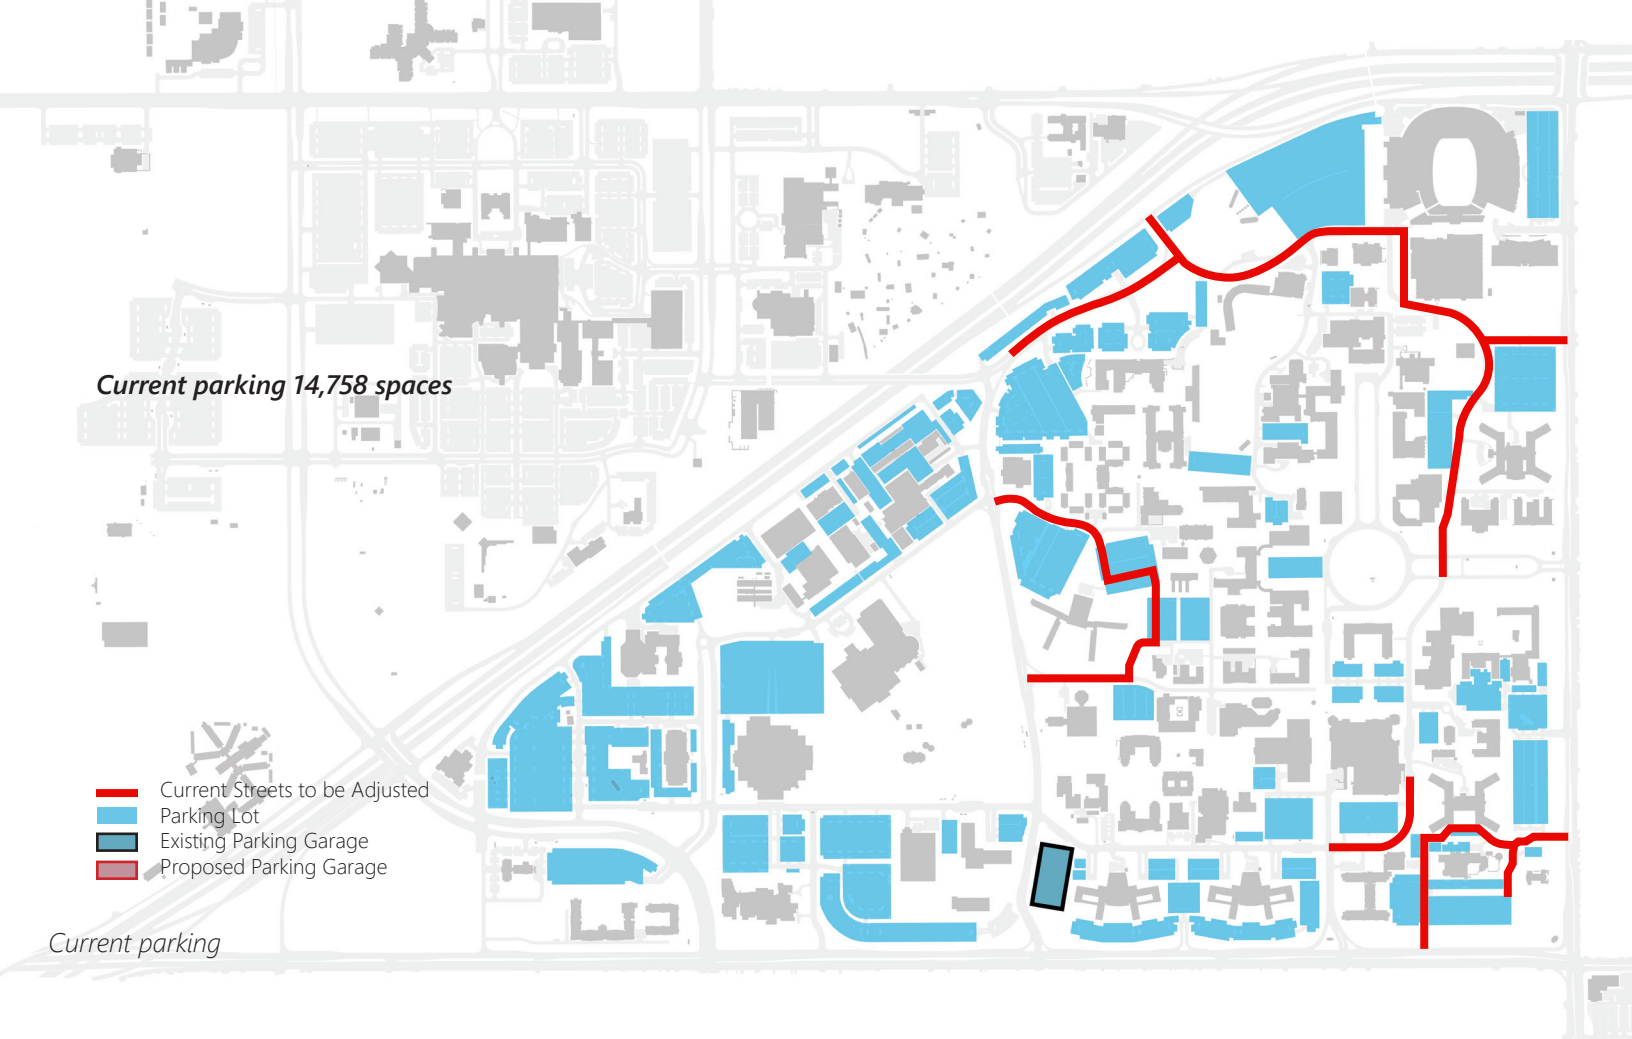 Current parking 14,758 spaces
Current Streets to be Adjusted
Parking Lot
Existing Parking Garage
Proposed Parking Garage
Current parking